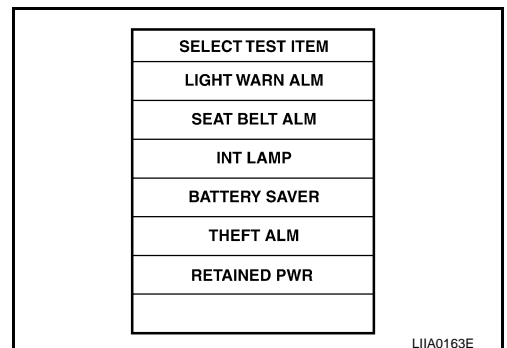 SELECT TEST ITEM
LIGHT WARN ALM
SEAT BELT ALM
INT LAMP
BATTERY SAVER
THEFT ALM
RETAINED PWR
LIIA0163E